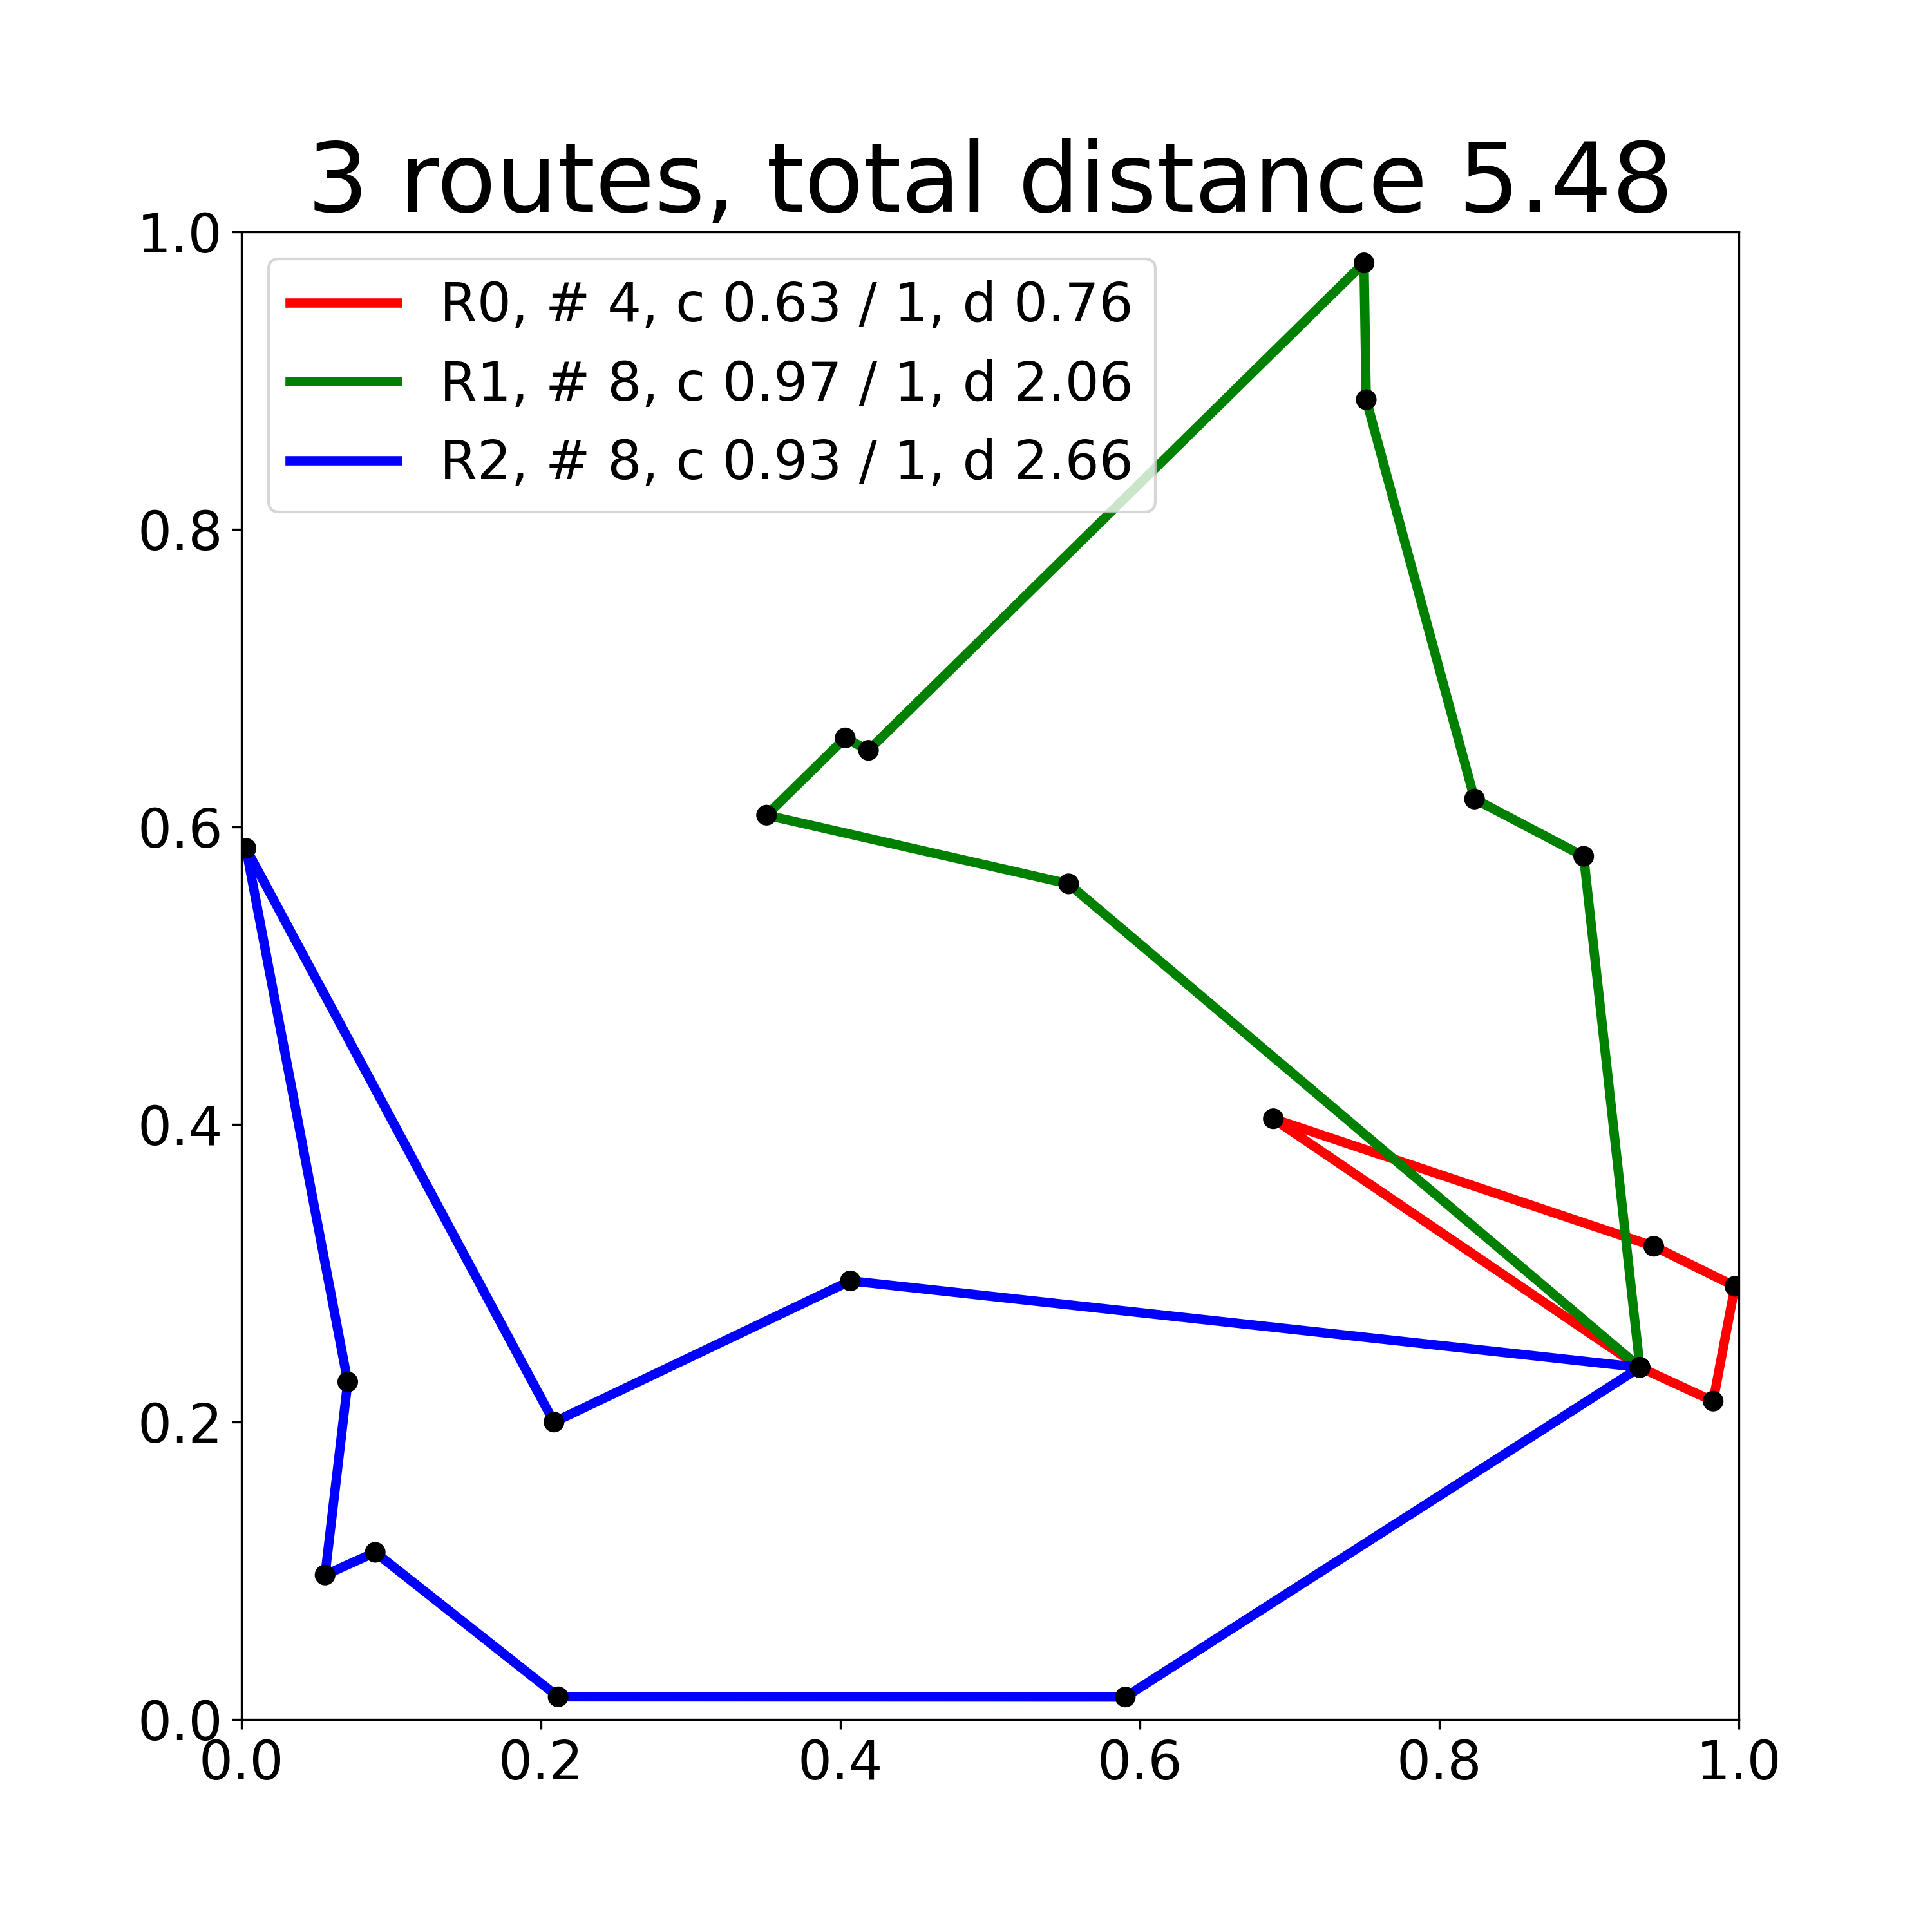 3 routes, total distance 5.48
1.0
R0, # 4, c 0.63 / 1, d 0.76
R1, # 8, c 0.97 / 1, d 2.06
R2, # 8, c 0.93 / 1, d 2.66
0.8
0.6
0.4
0.2
0.0
0.0 0.2 0.4 0.6 0.8 1.0